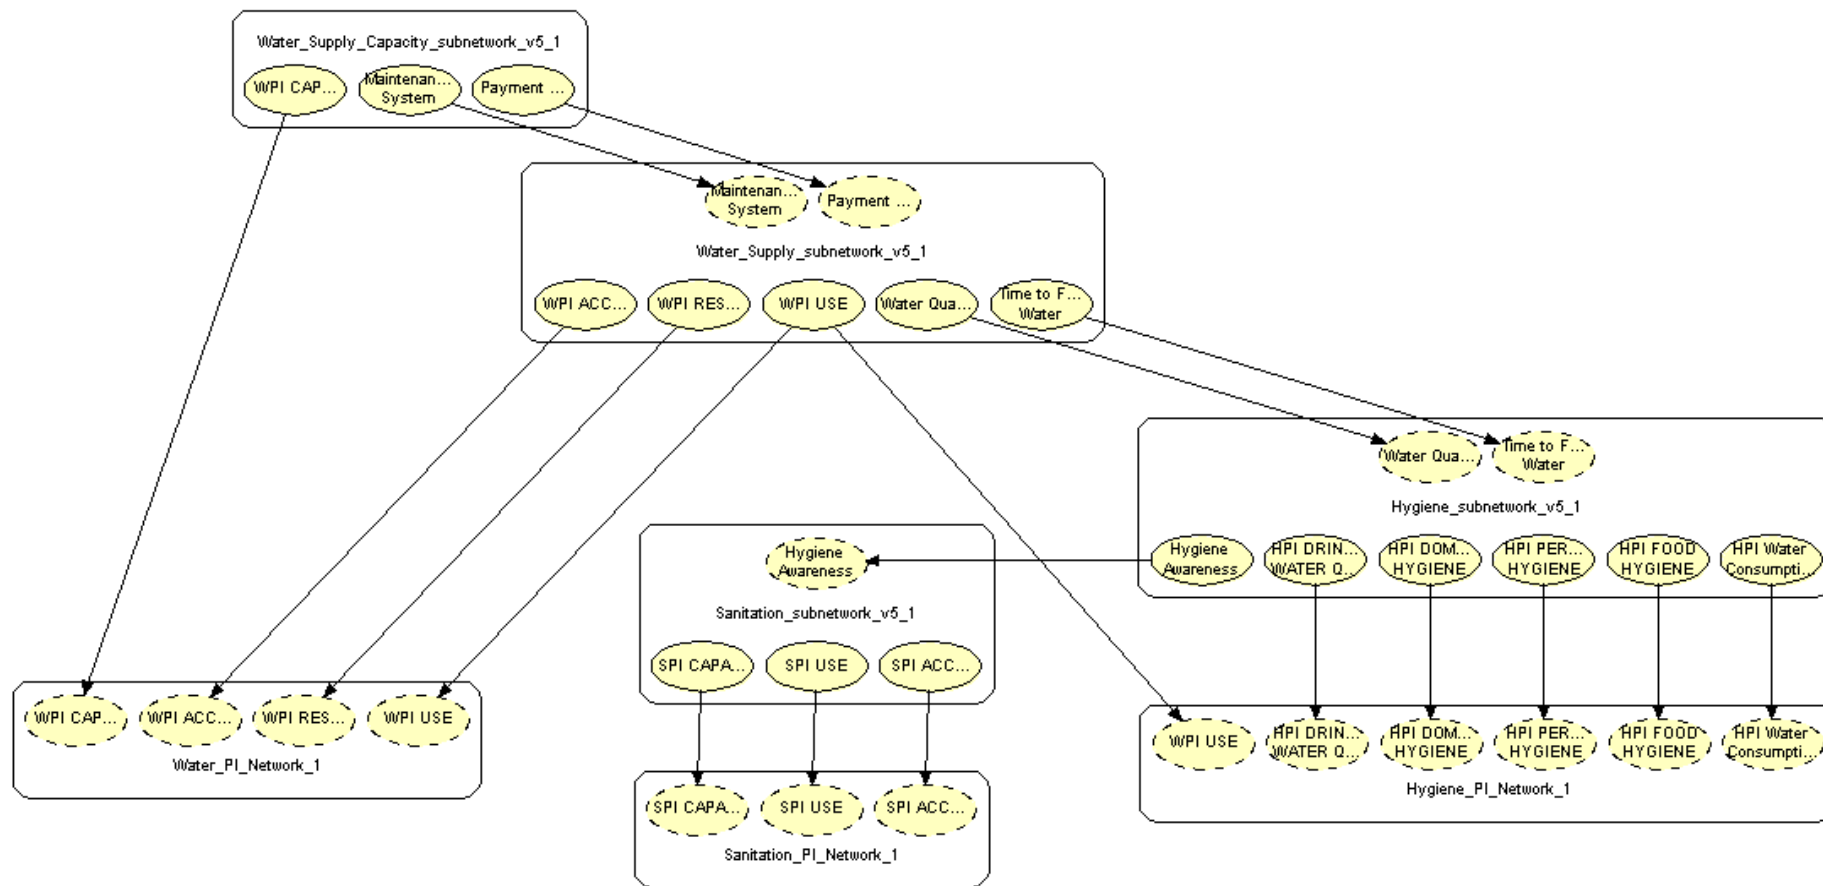 Water_Supply_Capacity_subnetwork_v5_1
WPI CAP...
Maintenan...
System
Payment ...
Maintenan...
System
Payment ...
Water_Supply_subnetwork_v5_1
WPI ACC...
WPI RES...
WPI USE
Water Qua...
Time to F...
Water
Water Qua...
Time to F...
Water
Hygiene_subnetwork_v5_1
Hygiene
Awareness
HPI DRIN...
WATER Q...
HPI DOM...
HYGIENE
HPI PER...
HYGIENE
HPI FOOD
HYGIENE
HPI Water
Consumpti...
Hygiene
Awareness
Sanitation_subnetwork_v5_1
SPI CAPA...
SPI USE
SPI ACC...
WPI CAP...
WPI ACC...
WPI RES...
WPI USE
Water_PI_Network_1
WPI USE
HPI DRIN...
WATER Q...
HPI DOM...
HYGIENE
HPI PER...
HYGIENE
HPI FOOD
HYGIENE
HPI Water
Consumpti...
Hygiene_PI_Network_1
SPI CAPA...
SPI USE
SPI ACC...
Sanitation_PI_Network_1